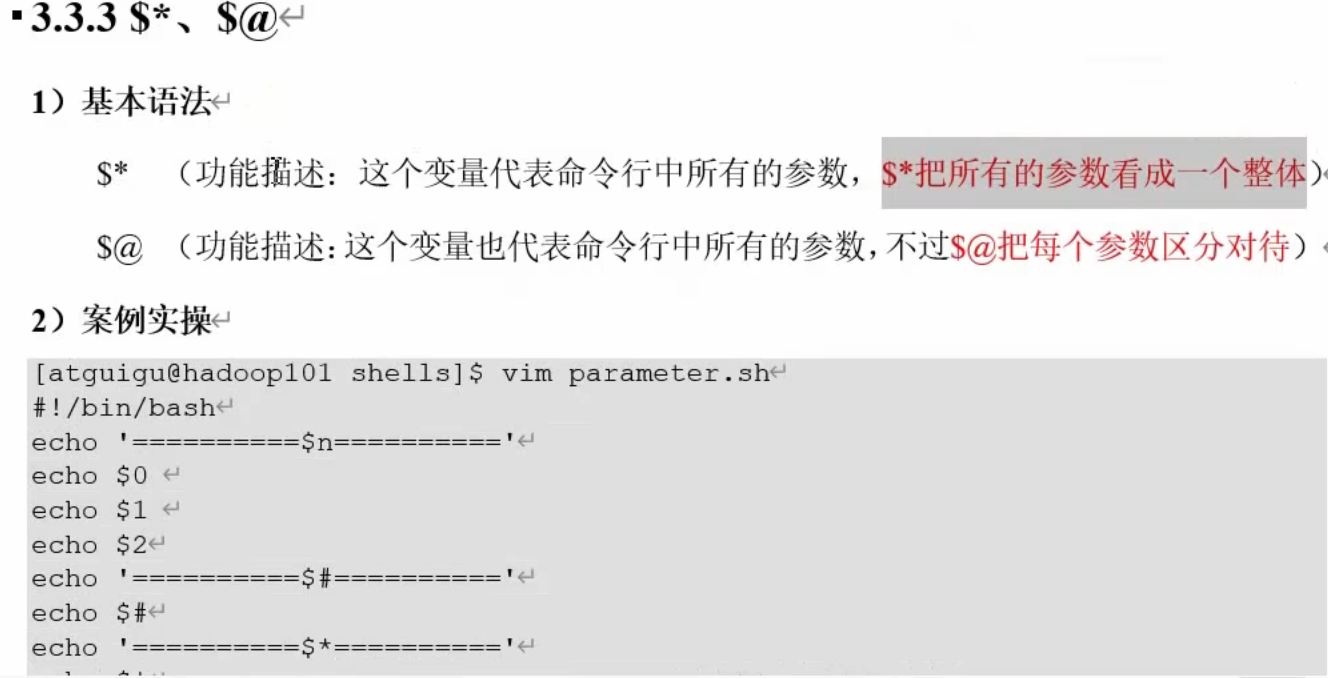 ▪ 3.3.3 $*、$@↵
1）基本语法↵
$* （功能描述：这个变量代表命令行中所有的参数，$*把所有的参数看成一个整体）
$@ （功能描述：这个变量也代表命令行中所有的参数，不过$@把每个参数区分对待）
2）案例实操↵
[atguigu@hadoop101 shells]$ vim parameter.sh↵
#!/bin/bash↵
echo '==========$n=========='↵
echo $0 ↵
echo $1 ↵
echo $2↵
echo '==========$#=========='↵
echo $#↵
echo '==========$*=========='↵